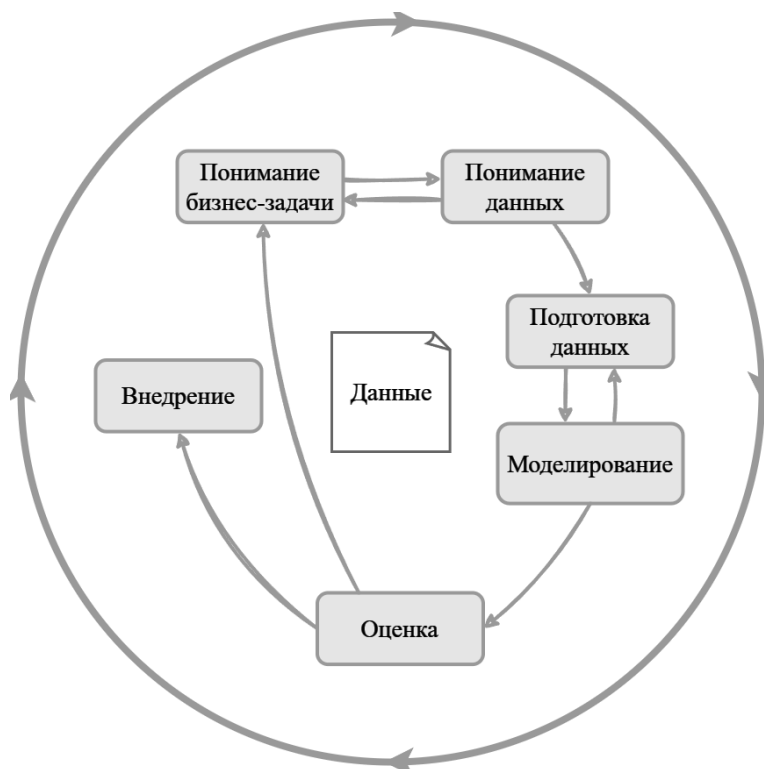 Понимание
бизнес-задачи
Понимание
данных
Подготовка
данных
Данные
Внедрение
Моделирование
Оценка